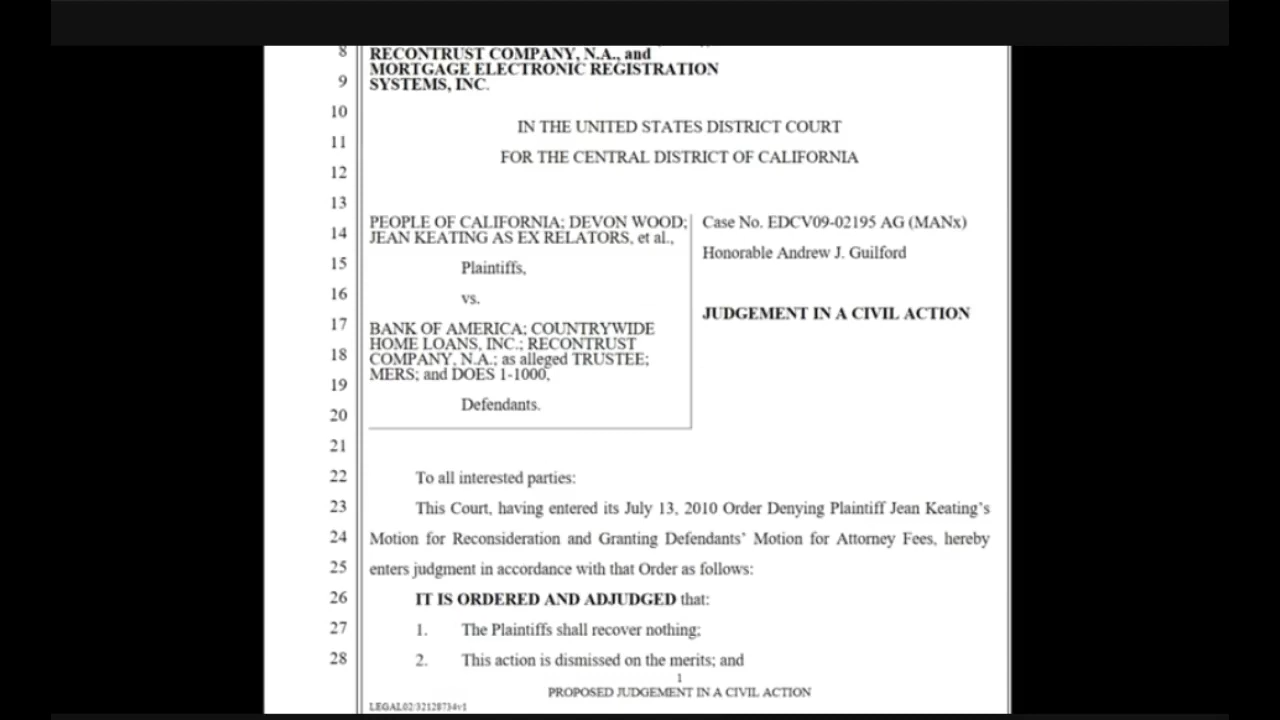 8 RECONTRUST COMPANY, N.A., and
MORTGAGE ELECTRONIC REGISTRATION
9 SYSTEMS, INC.
10
IN THE UNITED STATES DISTRICT COURT
11
FOR THE CENTRAL DISTRICT OF CALIFORNIA
12
13
PEOPLE OF CALIFORNIA; DEVON WOOD;
14 JEAN KEATING AS EX RELATORS, et al.,
15 Plaintiffs,
16 vs.
17 BANK OF AMERICA; COUNTRYWIDE
HOME LOANS, INC.; RECONTRUST
18 COMPANY, N.A.; as alleged TRUSTEE;
MERS; and DOES 1-1000,
19
Defendants.
20
Case No. EDCV09-02195 AG (MANx)
Honorable Andrew J. Guilford
JUDGEMENT IN A CIVIL ACTION
21
22 To all interested parties:
23 This Court, having entered its July 13, 2010 Order Denying Plaintiff Jean Keating's
24 Motion for Reconsideration and Granting Defendants' Motion for Attorney Fees, hereby
25 enters judgment in accordance with that Order as follows:
26 IT IS ORDERED AND ADJUDGED that:
27 1. The Plaintiffs shall recover nothing;
28 2. This action is dismissed on the merits; and
1
PROPOSED JUDGEMENT IN A CIVIL ACTION
LEGAL02/32128734v1